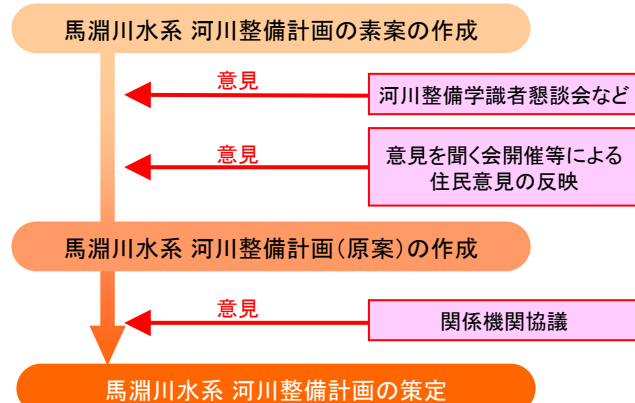 馬淵川水系 河川整備計画の素案の作成
意見
河川整備学識者懇談会など
意見
意見を聞く会開催等による
住民意見の反映
馬淵川水系 河川整備計画(原案)の作成
意見
関係機関協議
馬淵川水系 河川整備計画の策定